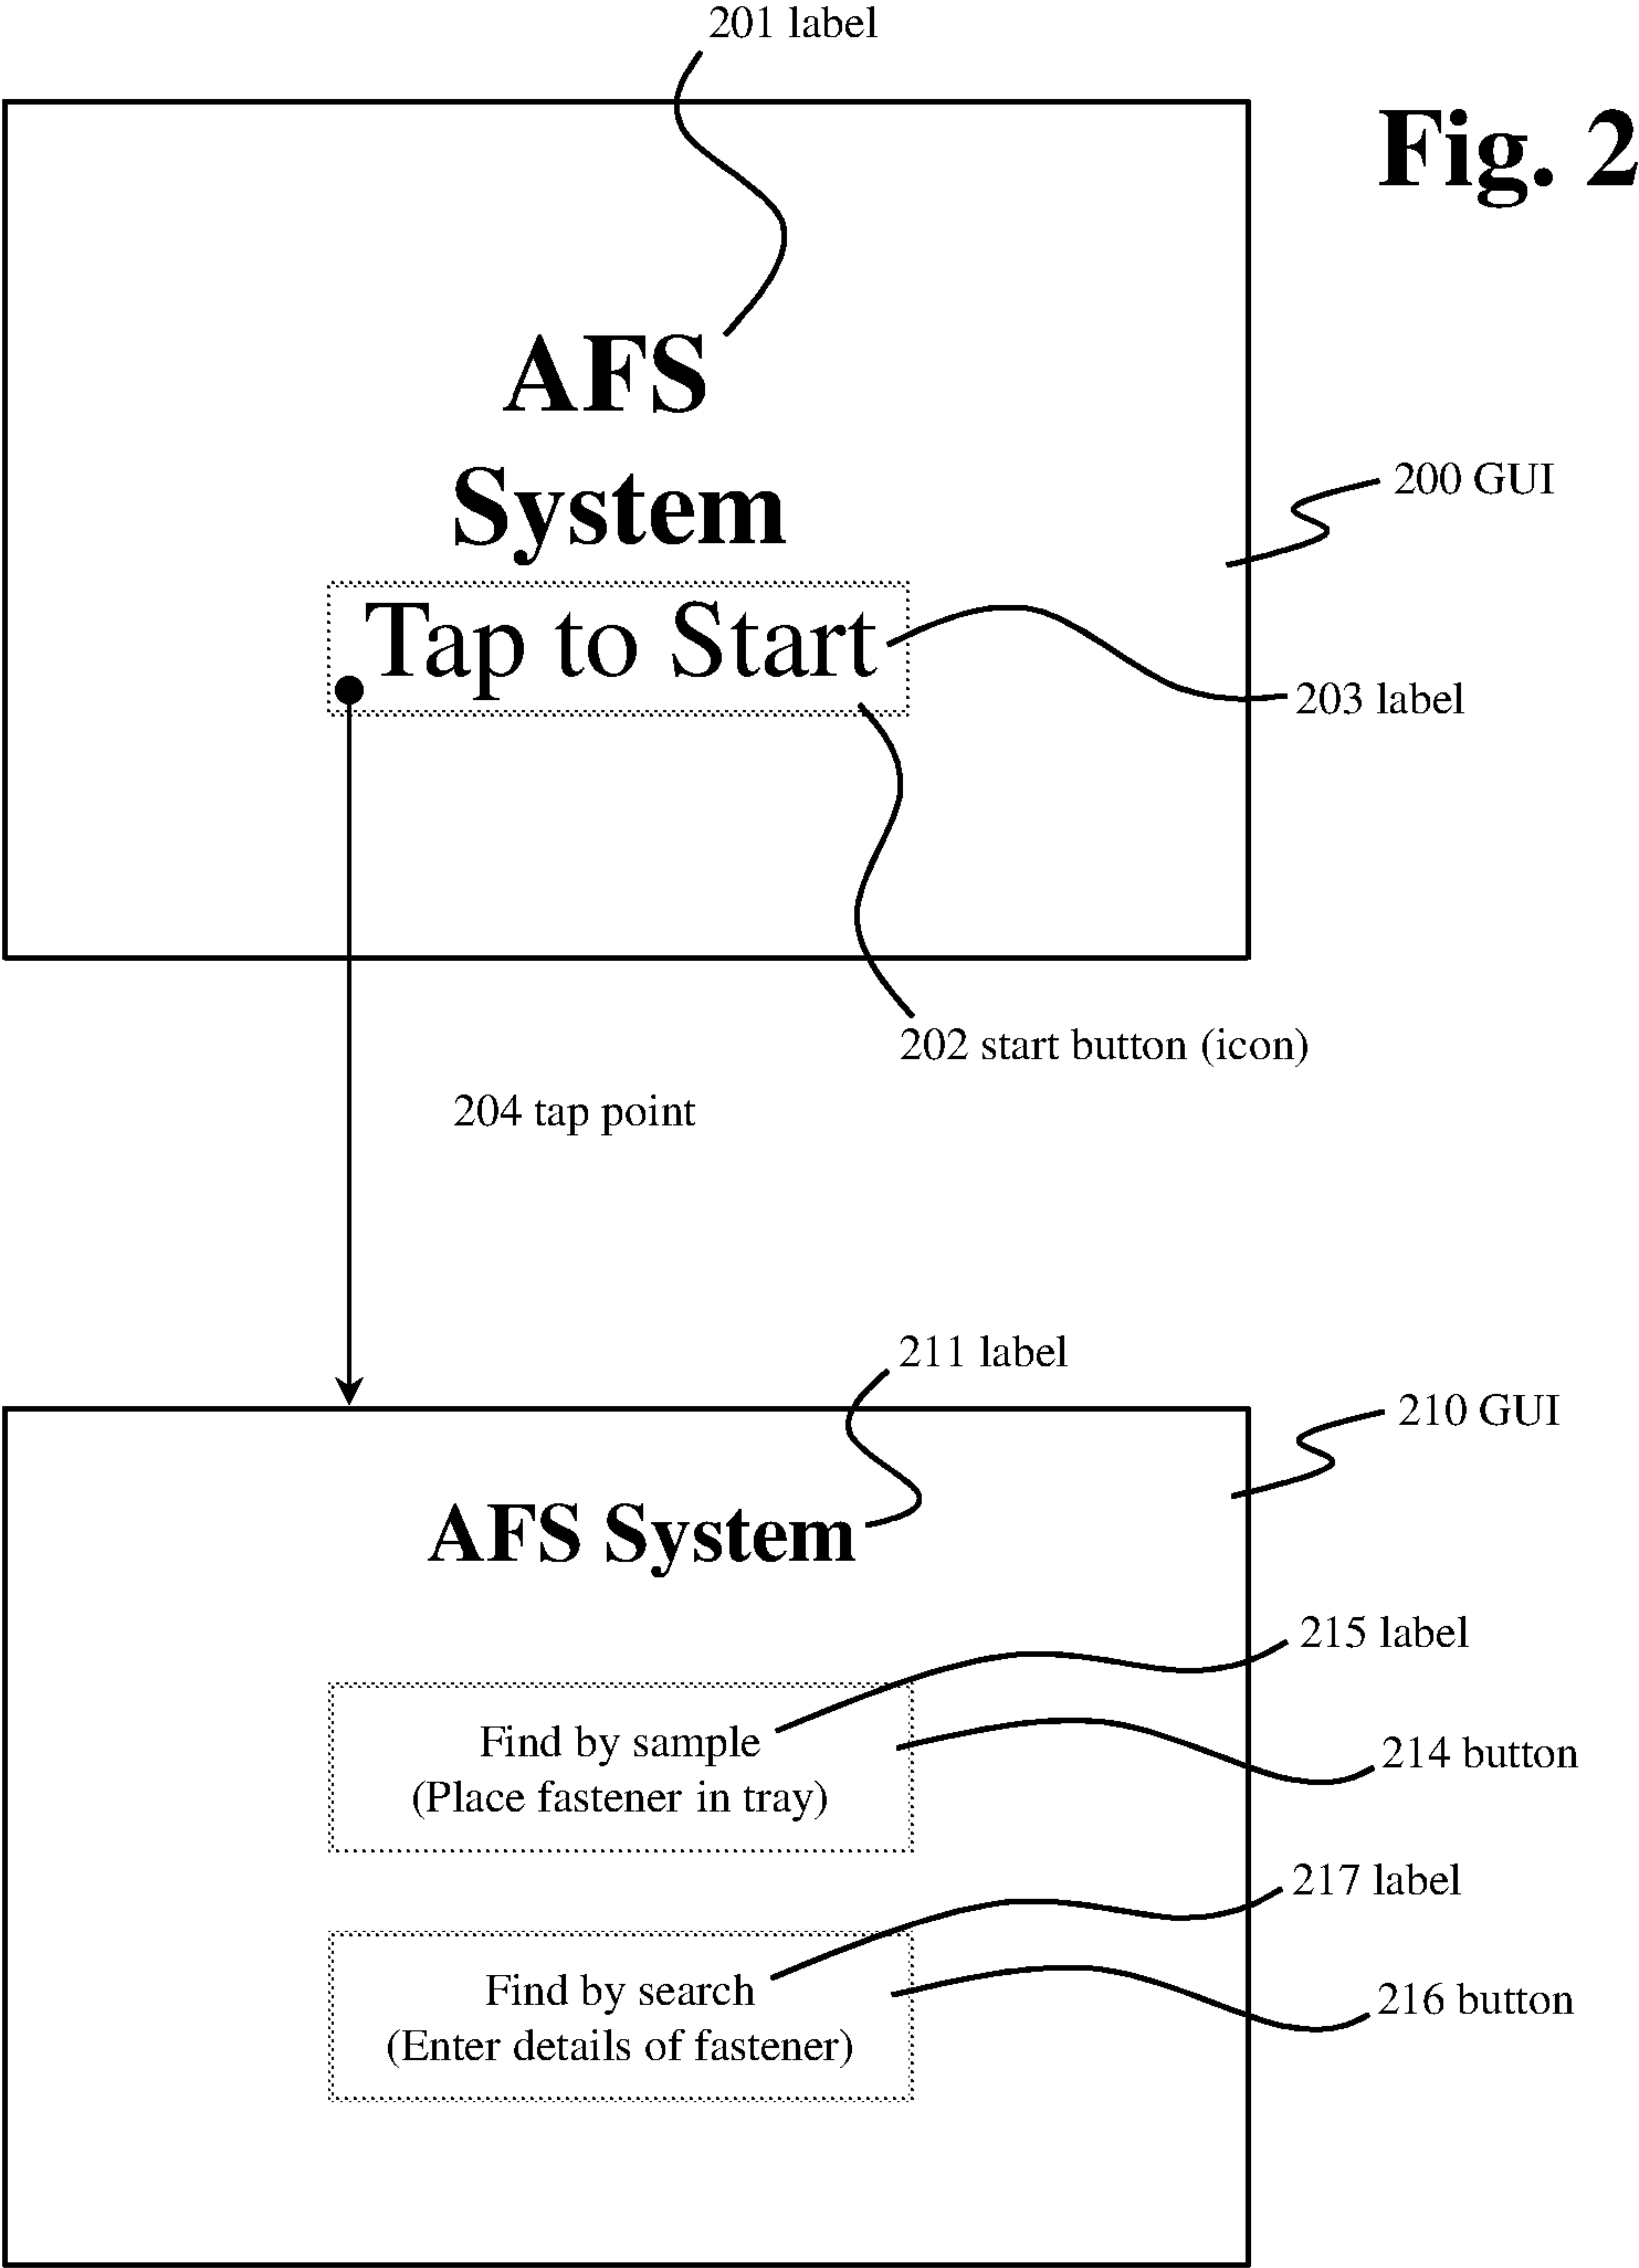 201 label
Fig. 2
AFS
System
200 GUI
Tap to Start
203 label
202 start button (icon)
204 tap point
211 label
210 GUI
AFS System
215 label
Find by sample
214 button
(Place fastener in tray)
217 label
Find by search
216 button
(Enter details of fastener)